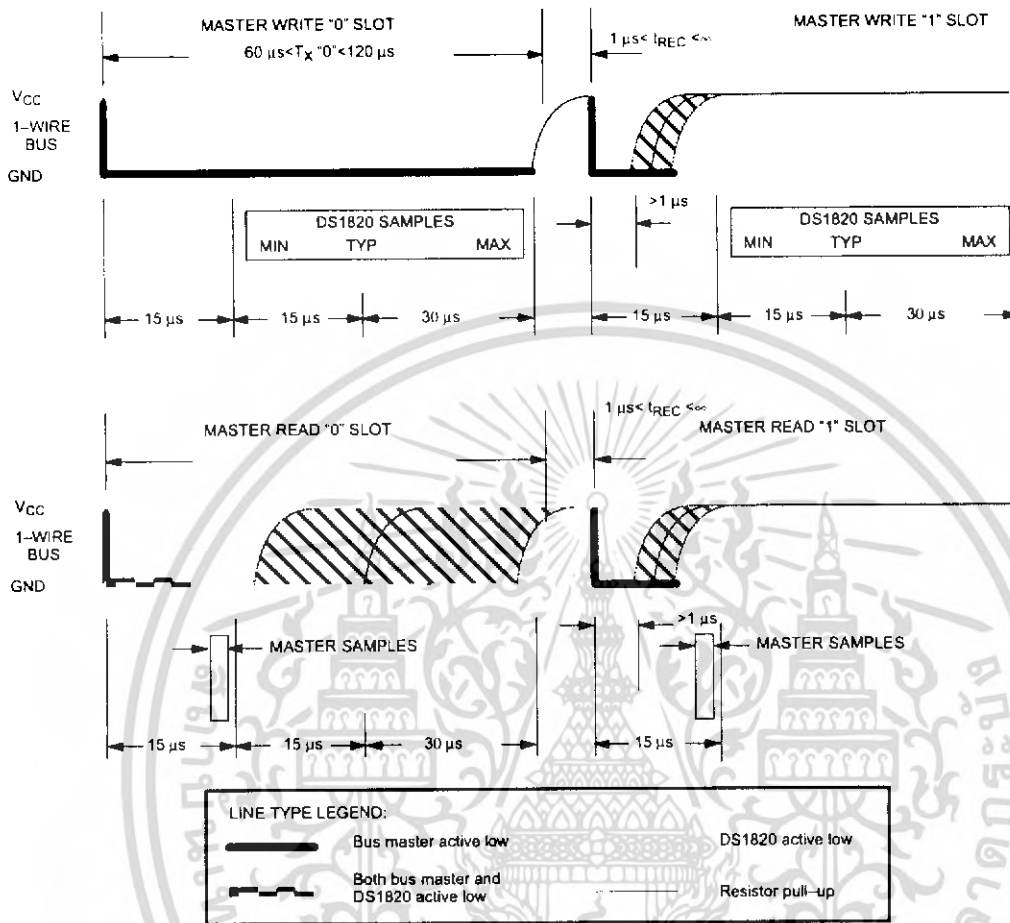 MASTER WRITE "0" SLOT
MASTER WRITE "1" SLOT
60 µs<TX "0"<120 µs
1 µs< tREC <∞
VCC
1–WIRE
BUS
GND
>1 µs
DS1820 SAMPLES
MIN TYP MAX
DS1820 SAMPLES
MIN TYP MAX
15 µs
15 µs
30 µs
15 µs
15 µs
30 µs
1 µs< tREC <∞
MASTER READ "0" SLOT
MASTER READ "1" SLOT
VCC
1–WIRE
BUS
GND
>1 µs
MASTER SAMPLES
MASTER SAMPLES
15 µs
15 µs
30 µs
15 µs
LINE TYPE LEGEND:
Bus master active low
DS1820 active low
Both bus master and
DS1820 active low
Resistor pull–up